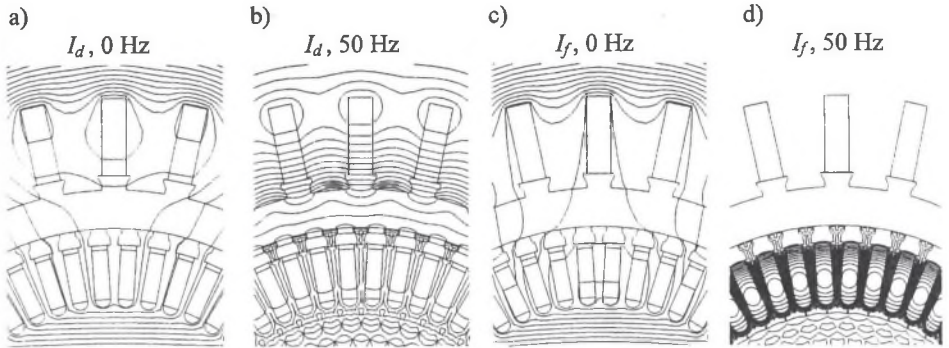 a)
I_d, 0 Hz
b)
I_d, 50 Hz
c)
I_f, 0 Hz
d)
I_f, 50 Hz